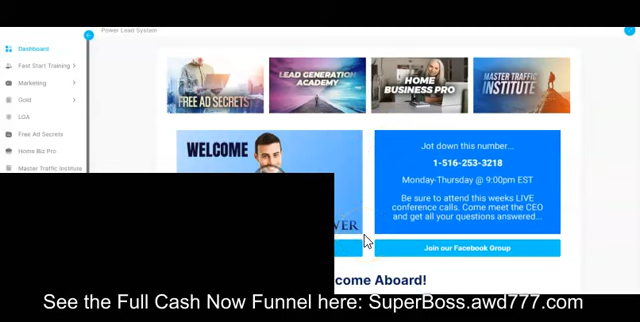 Power Lead System
Dashboard
Fast Start Training
Marketing
Gold
LGA
Free Ad Secrets
Home Biz Pro
Master Traffic Institute
FREE AD SECRETS
LEAD GENERATION
ACADEMY
HOME
BUSINESS PRO
MASTER TRAFFIC
INSTITUTE
WELCOME
Jot down this number...
1-516-253-3218
Monday-Thursday @ 9:00pm EST
Be sure to attend this weeks LIVE
conference calls. Come meet the CEO
and get all your questions answered...
Join our Facebook Group
come Aboard!
See the Full Cash Now Funnel here: SuperBoss.awd777.com